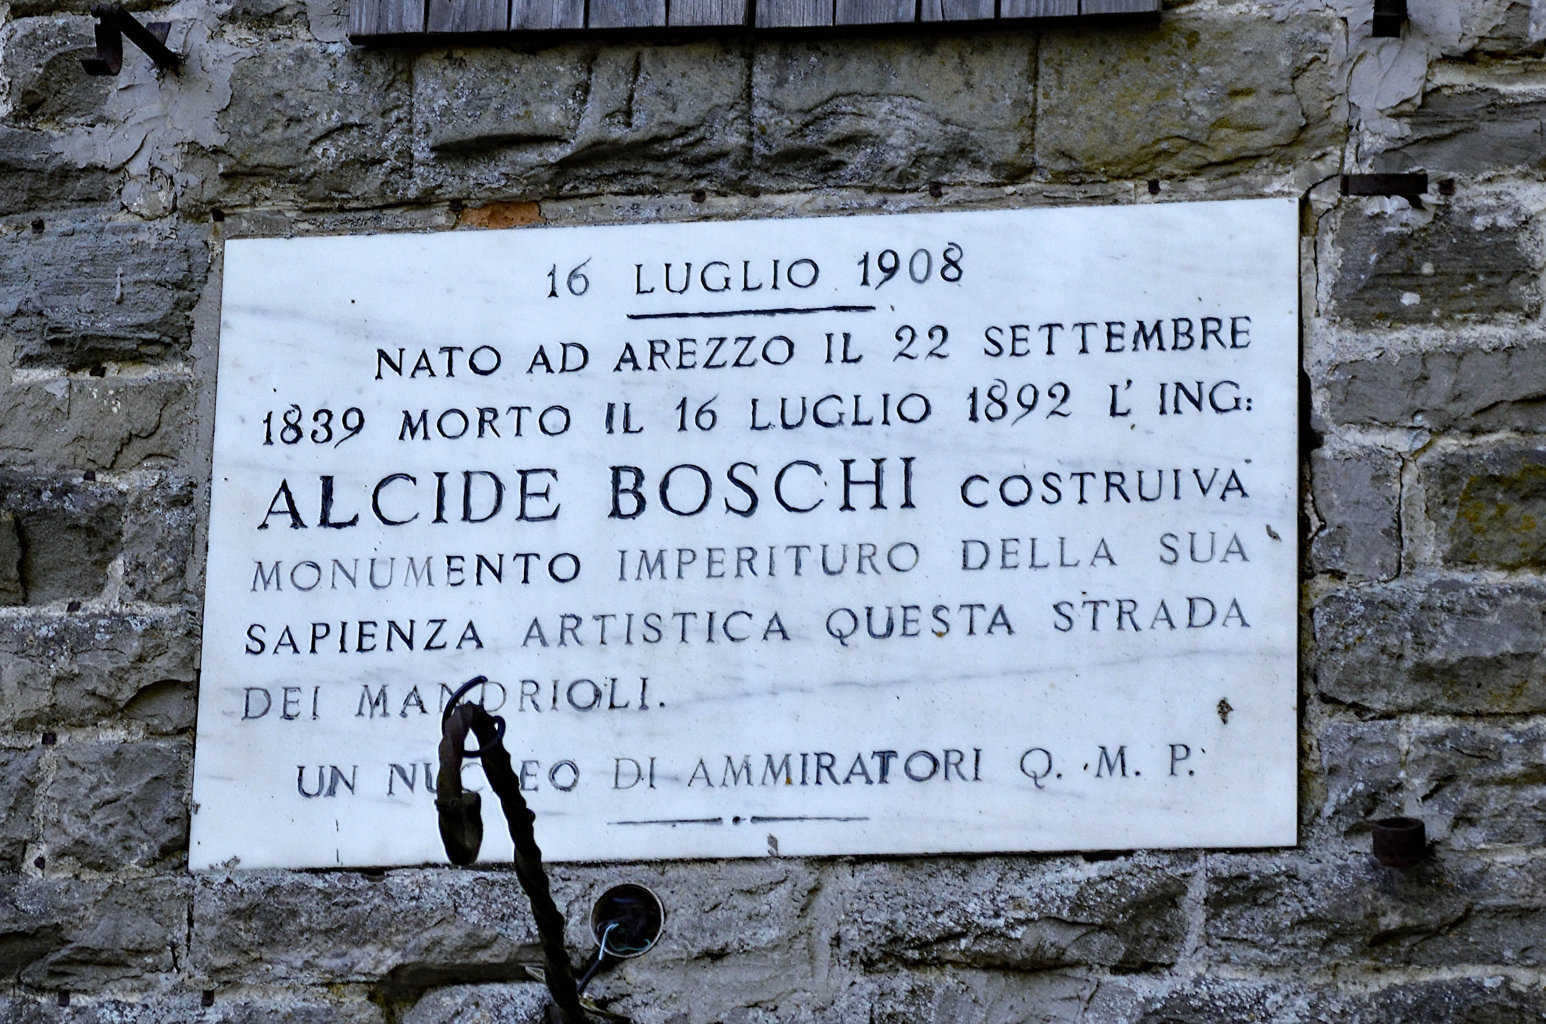 16 LUGLIO 1908
NATO AD AREZZO IL 22 SETTEMBRE
1839 MORTO IL 16 LUGLIO 1892 L'ING:
ALCIDE BOSCHI COSTRUIVA
MONUMENTO IMPERITURO DELLA SUA
SAPIENZA ARTISTICA QUESTA STRADA
DEI MANDRIOLI.
UN NUCLEO DI AMMIRATORI Q. M. P.